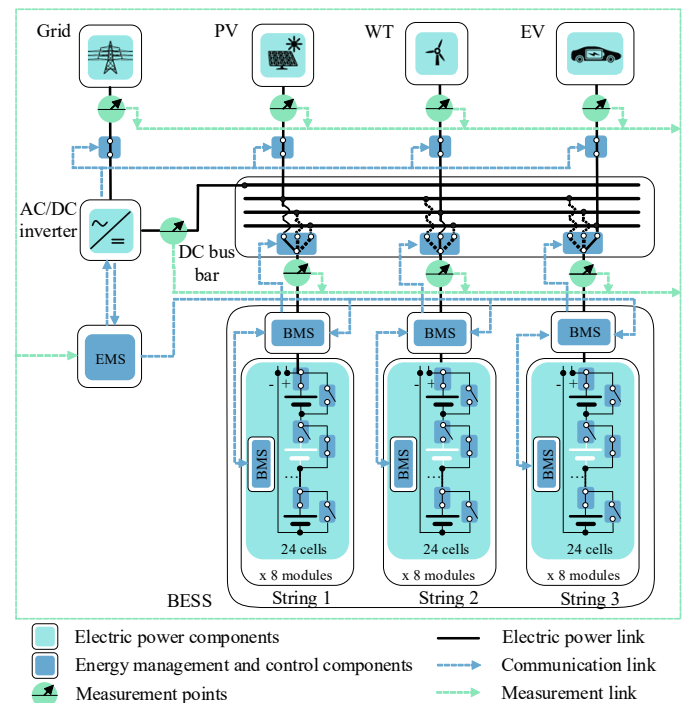 Grid
PV
WT
EV
AC/DC
inverter
DC bus
bar
EMS
BMS
BMS
BMS
- +
- +
- +
BMS
BMS
BMS
...
...
...
24 cells
24 cells
24 cells
x 8 modules
x 8 modules
x 8 modules
BESS
String 1
String 2
String 3
Electric power components
Electric power link
Energy management and control components
Communication link
Measurement points
Measurement link